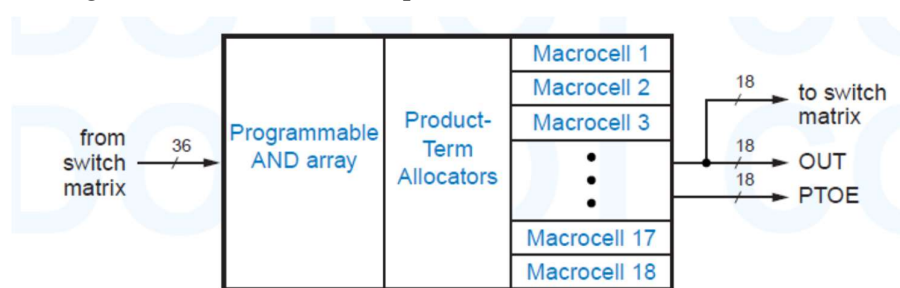 from
switch
matrix
36
Programmable
AND array
Product-
Term
Allocators
Macrocell 1
Macrocell 2
Macrocell 3
Macrocell 17
Macrocell 18
18
to switch
matrix
18
OUT
18
PTOE